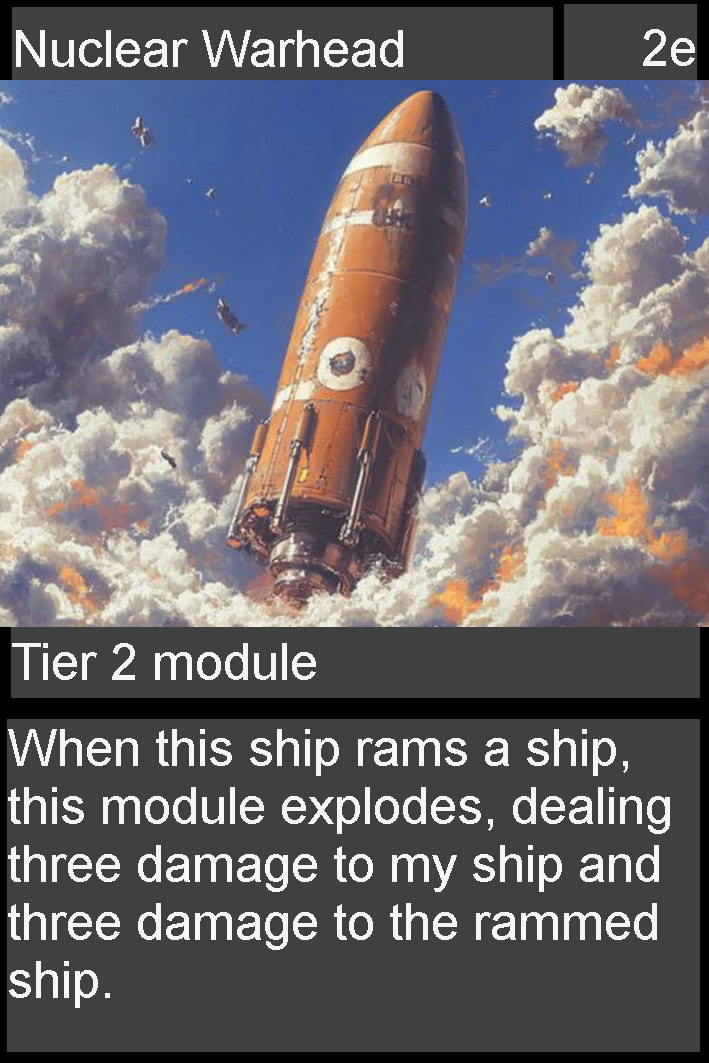 Nuclear Warhead
2e
Tier 2 module
When this ship rams a ship,
this module explodes, dealing
three damage to my ship and
three damage to the rammed
ship.